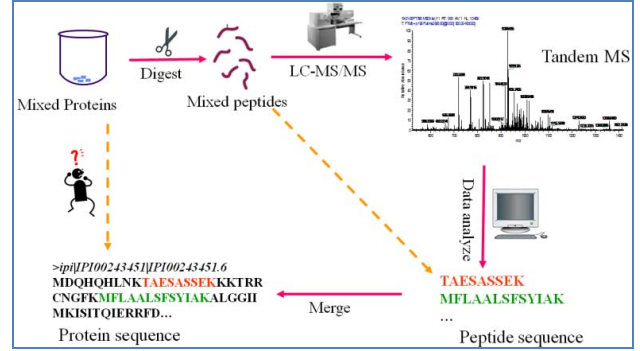 Mixed Proteins
Digest
Mixed peptides
LC-MS/MS
Tandem MS
Data analyze
?
>ipi|IPI00243451|IPI00243451.6
MDQHQHLNKTAESASSEKKKTRR
CNGFKMFLAALSFSYIAKALGGII
MKISITQIERRFD...
Protein sequence
Merge
TAESASSEK
MFLAALSFSYIAK
...
Peptide sequence